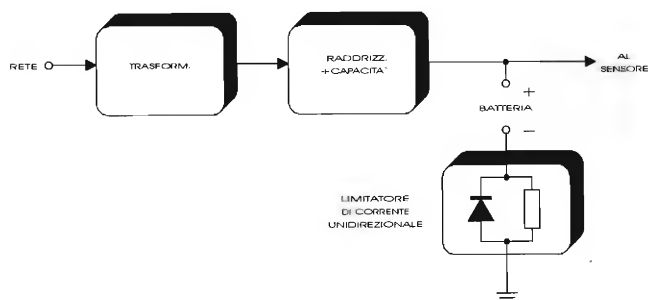 RETE
TRASFORM.
RADDRIZZ.
+CAPACITA'
AL
SENSORE
+
BATTERIA
−
LIMITATORE
DI CORRENTE
UNIDIREZIONALE